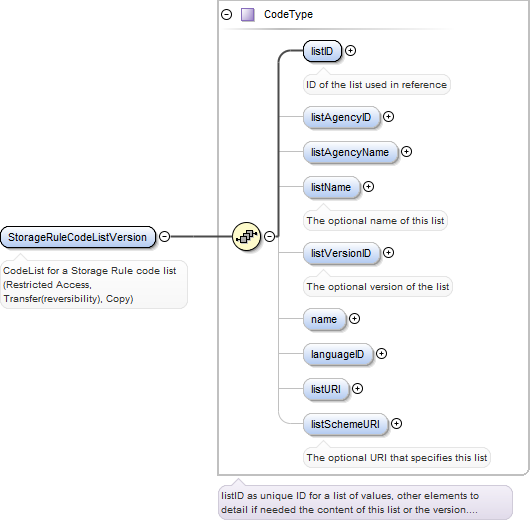 CodeType
listID
ID of the list used in reference
listAgencyID
listAgencyName
listName
The optional name of this list
StorageRuleCodeListVersion
CodeList for a Storage Rule code list
(Restricted Access,
Transfer(reversibility), Copy)
listVersionID
The optional version of the list
name
languageID
listURI
listSchemeURI
The optional URI that specifies this list
listID as unique ID for a list of values, other elements to
detail if needed the content of this list or the version....